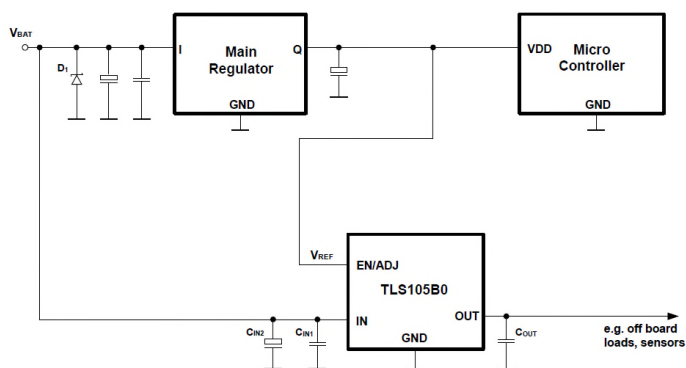 VBAT
D1
I
Main
Regulator
Q
GND
VDD
Micro
Controller
GND
VREF
EN/ADJ
TLS105B0
IN
OUT
GND
CIN2
CIN1
COUT
e.g. off board
loads, sensors